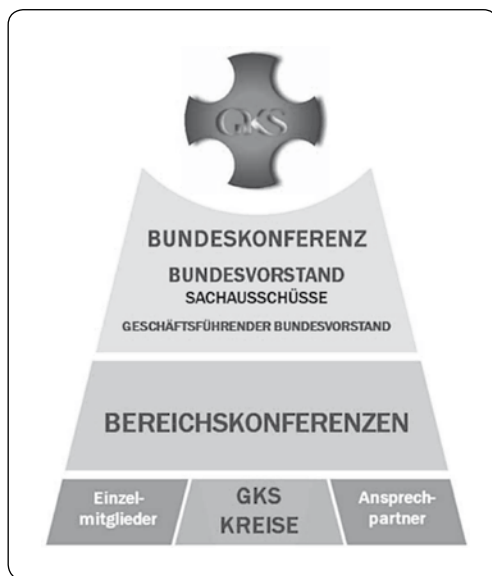 GKS
BUNDESKONFERENZ
BUNDESVORSTAND
SACHAUSSCHÜSSE
GESCHÄFTSFÜHRENDER BUNDESVORSTAND
BEREICHSKONFERENZEN
Einzel-
mitglieder
GKS
KREISE
Ansprech-
partner